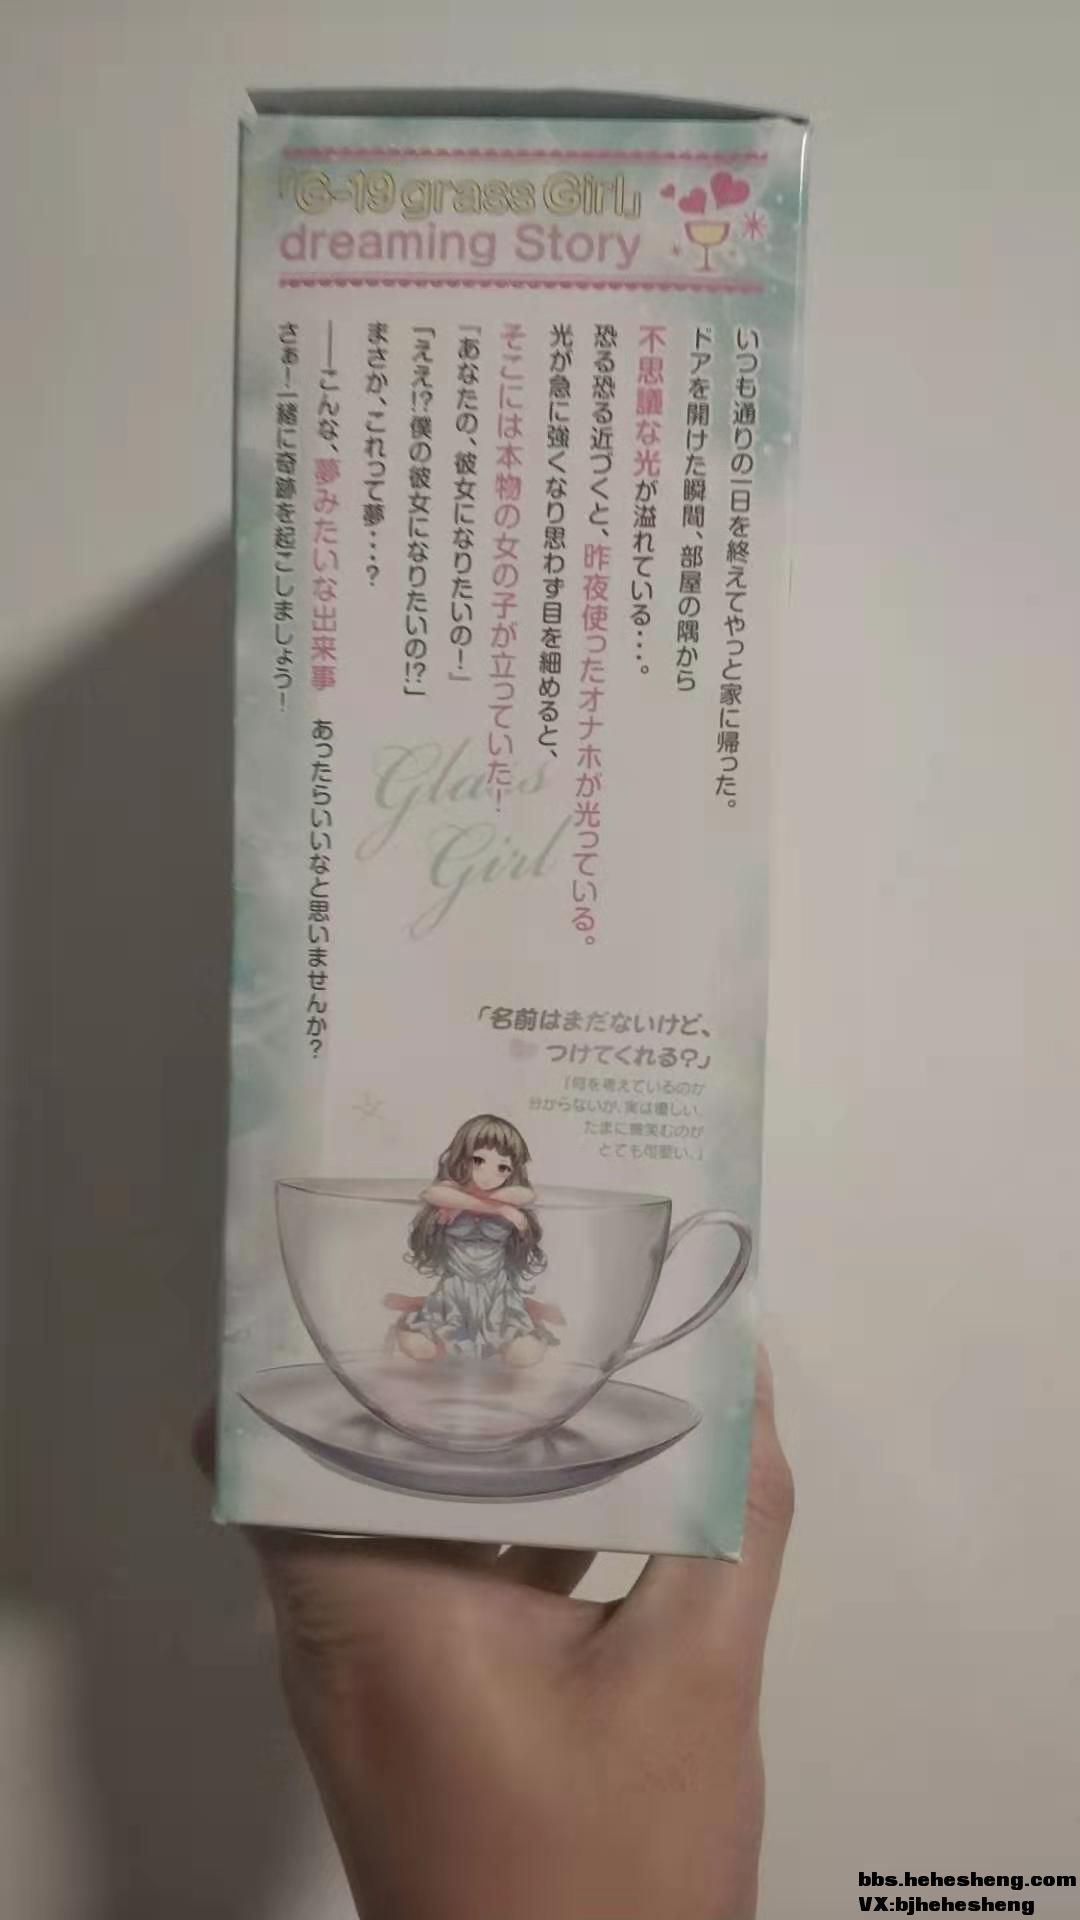 「G-19 grass Girl」
dreaming Story
いつも通りの一日を終えてやっと家に帰った。
ドアを開けた瞬間、部屋の隅から
不思議な光が溢れている・・・。
恐る恐る近づくと、昨夜使ったオナホが光っている。
光が急に強くなり思わず目を細めると、
そこには本物の女の子が立っていた!
「あなたの、彼女になりたいの!」
「ええ!?僕の彼女になりたいの!?」
まさか、これって夢・・・?
──こんな、夢みたいな出来事 あったらいいなと思いませんか?
さぁ!一緒に奇跡を起こしましょう!
Glass
Girl
「名前はまだないけど、
つけてくれる?」
「何を考えているのか
分からないが、実は優しい。
たまに微笑むのが
とても可愛い。」
bbs.hehesheng.com
VX:bjhehesheng